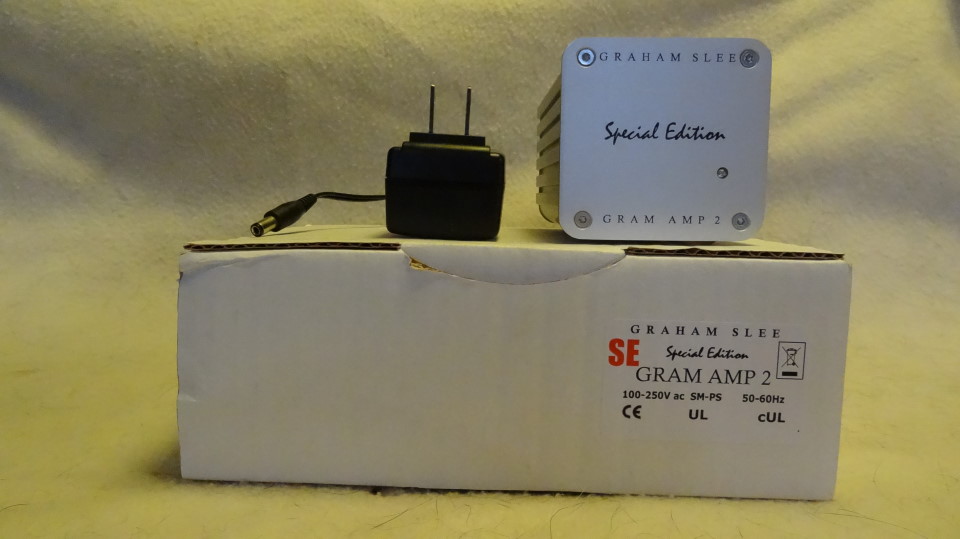 GRAHAM SLEE
Special Edition
GRAM AMP 2
GRAHAM SLEE
SE Special Edition
GRAM AMP 2
100-250V ac SM-PS 50-60Hz
CE UL cUL